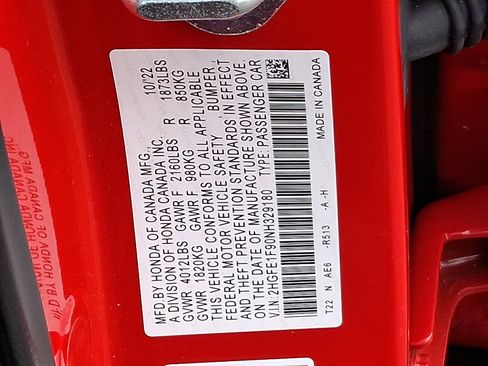 MFD.BY HONDA OF CANADA MFG., 10/'22
A DIVISION OF HONDA CANADA INC.
GVWR 4012LBS GAWR F 2160LBS R 1873LBS
GVWR 1820KG GAWR F 980KG R 850KG
THIS VEHICLE CONFORMS TO ALL APPLICABLE
FEDERAL MOTOR VEHICLE SAFETY, BUMPER,
AND THEFT PREVENTION STANDARDS IN EFFECT
ON THE DATE OF MANUFACTURE SHOWN ABOVE.
V.I.N: 2HGFE1F90NH329180 TYPE: PASSENGER CAR
T22 N AE6 -R513 -A -H MADE IN CANADA